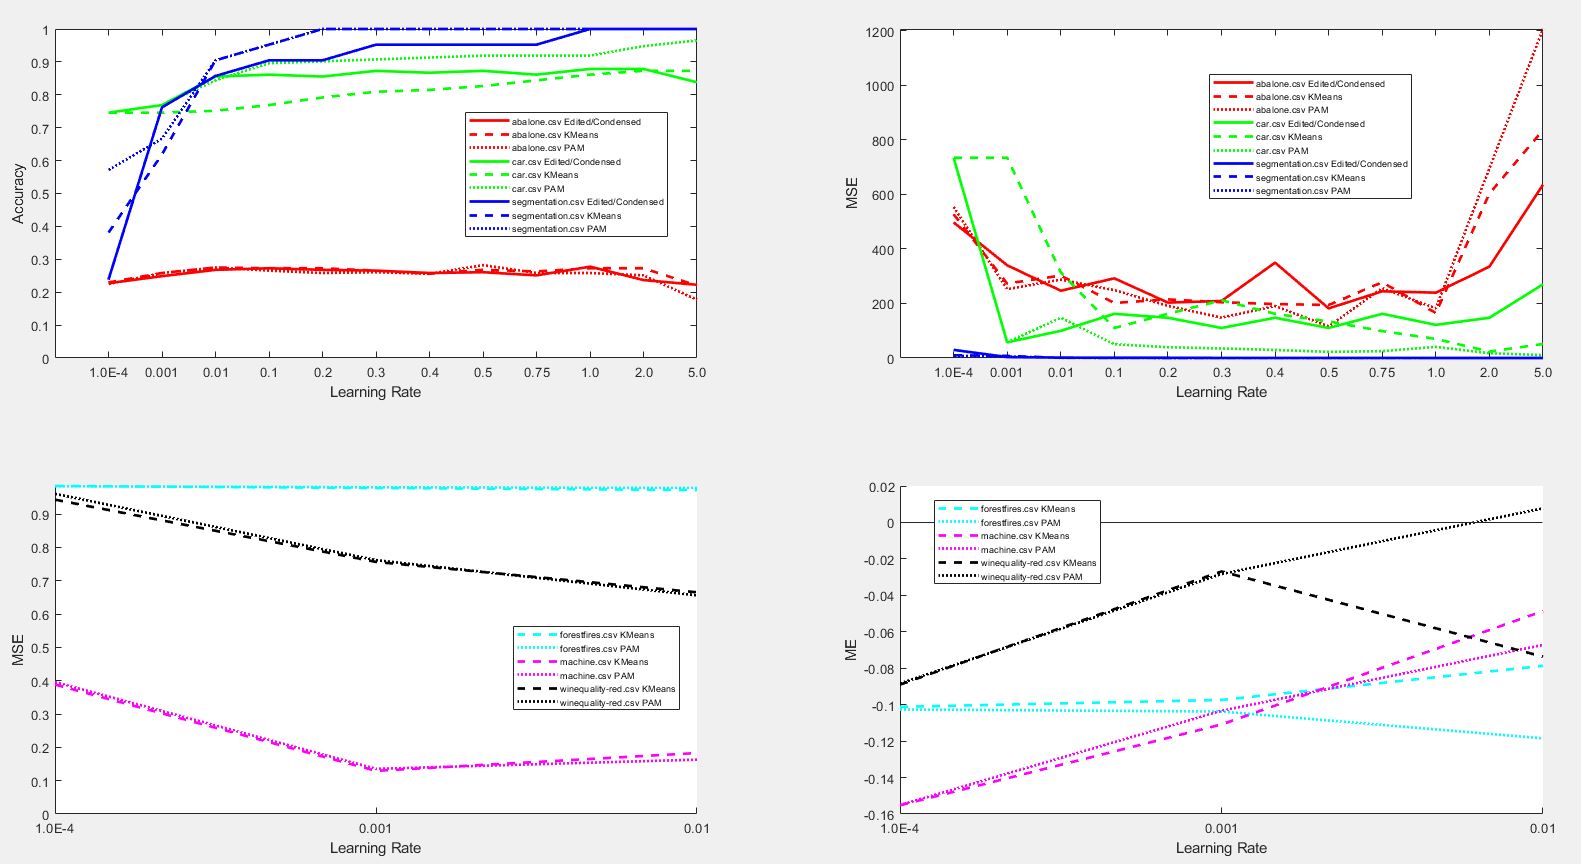 1
0.9
0.8
0.7
0.6
0.5
0.4
0.3
0.2
0.1
0
Accuracy
abalone.csv Edited/Condensed
abalone.csv KMeans
abalone.csv PAM
car.csv Edited/Condensed
car.csv KMeans
car.csv PAM
segmentation.csv Edited/Condensed
segmentation.csv KMeans
segmentation.csv PAM
1.0E-4 0.001 0.01 0.1 0.2 0.3 0.4 0.5 0.75 1.0 2.0 5.0
Learning Rate
1200
1000
800
600
400
200
0
MSE
abalone.csv Edited/Condensed
abalone.csv KMeans
abalone.csv PAM
car.csv Edited/Condensed
car.csv KMeans
car.csv PAM
segmentation.csv Edited/Condensed
segmentation.csv KMeans
segmentation.csv PAM
1.0E-4 0.001 0.01 0.1 0.2 0.3 0.4 0.5 0.75 1.0 2.0 5.0
Learning Rate
0.9
0.8
0.7
0.6
0.5
0.4
0.3
0.2
0.1
0
MSE
forestfires.csv KMeans
forestfires.csv PAM
machine.csv KMeans
machine.csv PAM
winequality-red.csv KMeans
winequality-red.csv PAM
1.0E-4 0.001 0.01
Learning Rate
0.02
0
-0.02
-0.04
-0.06
-0.08
-0.1
-0.12
-0.14
-0.16
ME
forestfires.csv KMeans
forestfires.csv PAM
machine.csv KMeans
machine.csv PAM
winequality-red.csv KMeans
winequality-red.csv PAM
1.0E-4 0.001 0.01
Learning Rate